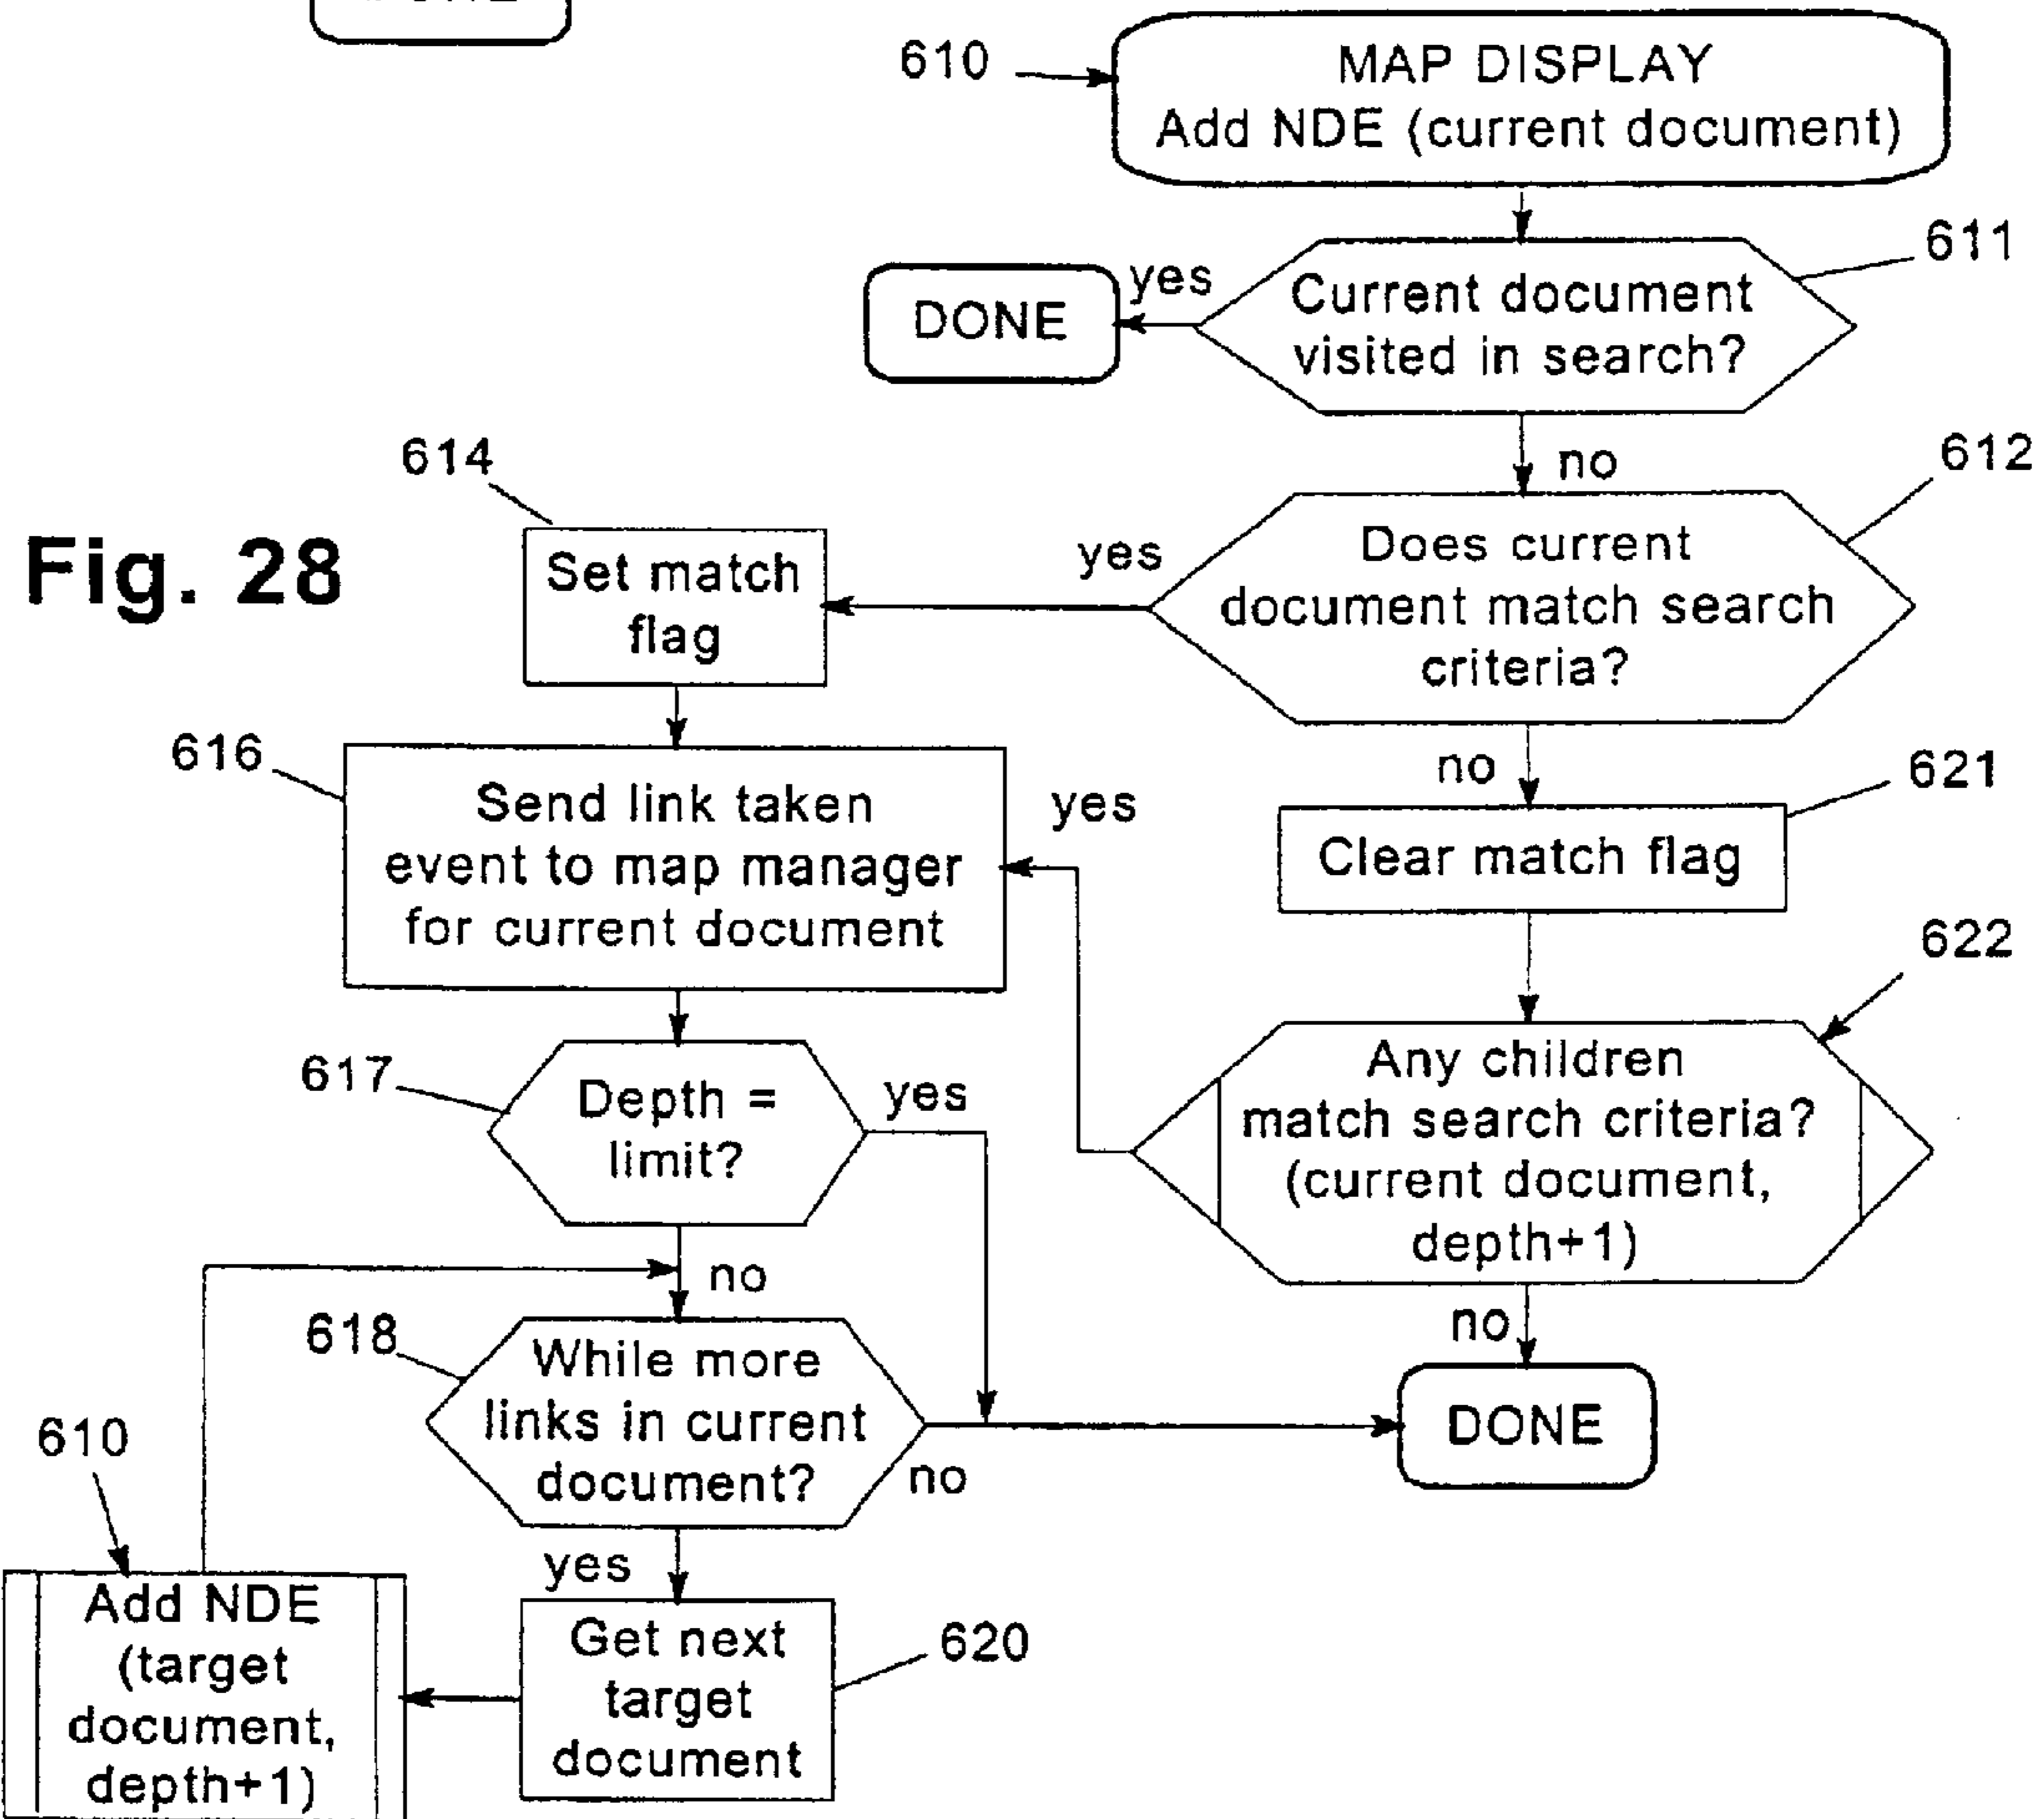 610
MAP DISPLAY
Add NDE (current document)
611
Current document
visited in search?
yes
DONE
no
612
Does current
document match search
criteria?
yes
614
Set match
flag
Fig. 28
616
Send link taken
event to map manager
for current document
no
621
Clear match flag
yes
622
Any children
match search criteria?
(current document,
depth+1)
617
Depth =
limit?
yes
no
no
DONE
618
While more
links in current
document?
no
yes
610
Add NDE
(target
document,
depth+1)
Get next
target
document
620